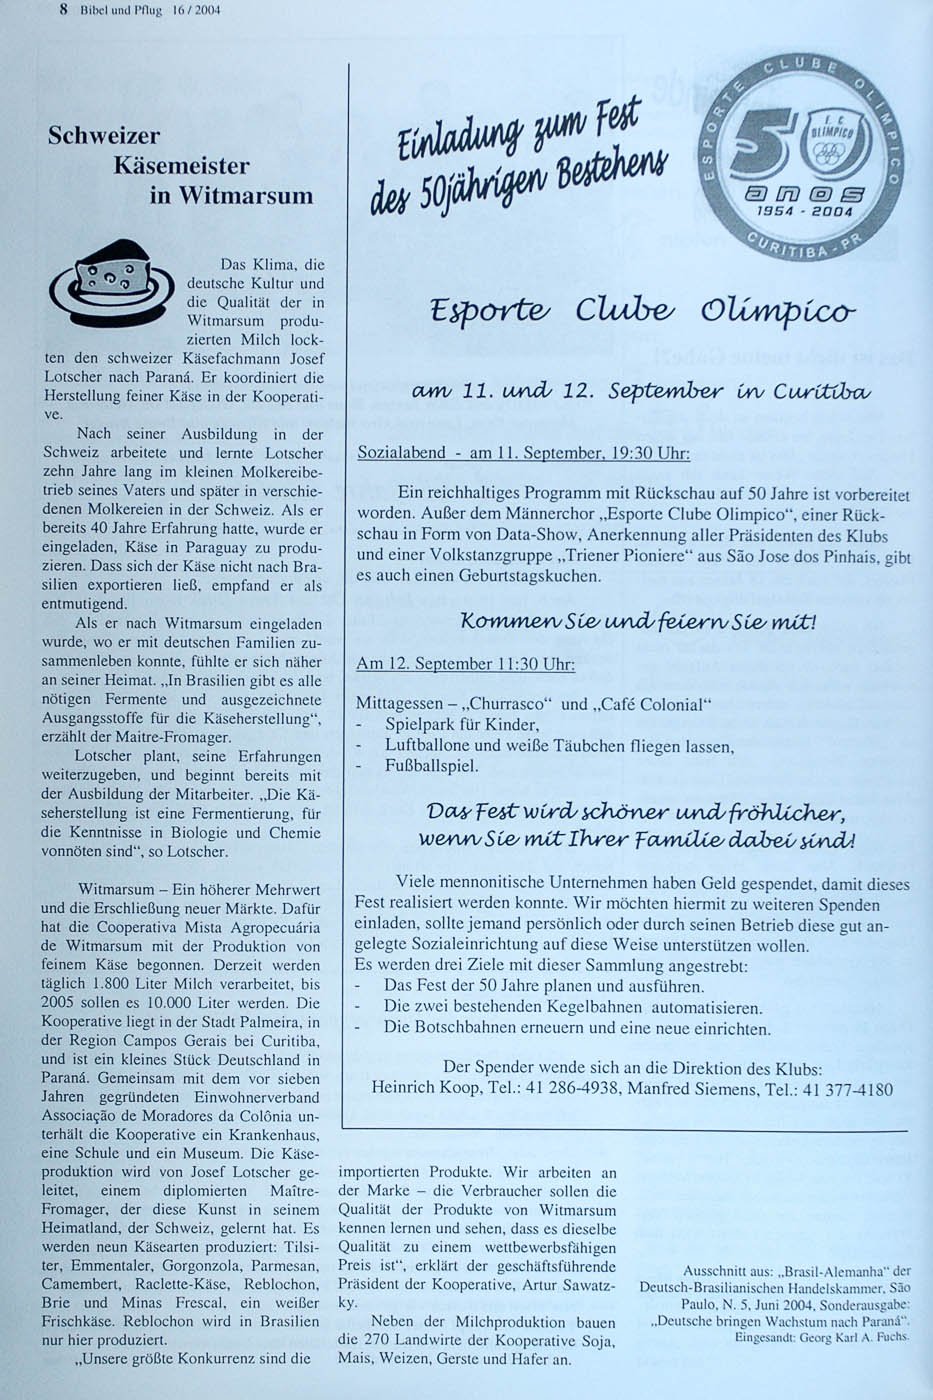 8 Bibel und Pflug 16 / 2004
Schweizer
Käsemeister
in Witmarsum
Das Klima, die
deutsche Kultur und
die Qualität der in
Witmarsum produ-
zierten Milch lock-
ten den schweizer Käsefachmann Josef
Lotscher nach Paraná. Er koordiniert die
Herstellung feiner Käse in der Kooperati-
ve.
Nach seiner Ausbildung in der
Schweiz arbeitete und lernte Lotscher
zehn Jahre lang im kleinen Molkereibe-
trieb seines Vaters und später in verschie-
denen Molkereien in der Schweiz. Als er
bereits 40 Jahre Erfahrung hatte, wurde er
eingeladen, Käse in Paraguay zu produ-
zieren. Dass sich der Käse nicht nach Bra-
silien exportieren ließ, empfand er als
entmutigend.
Als er nach Witmarsum eingeladen
wurde, wo er mit deutschen Familien zu-
sammenleben konnte, fühlte er sich näher
an seiner Heimat. „In Brasilien gibt es alle
nötigen Fermente und ausgezeichnete
Ausgangsstoffe für die Käseherstellung“,
erzählt der Maitre-Fromager.
Lotscher plant, seine Erfahrungen
weiterzugeben, und beginnt bereits mit
der Ausbildung der Mitarbeiter. „Die Kä-
seherstellung ist eine Fermentierung, für
die Kenntnisse in Biologie und Chemie
vonnöten sind“, so Lotscher.
Witmarsum – Ein höherer Mehrwert
und die Erschließung neuer Märkte. Dafür
hat die Cooperativa Mista Agropecuária
de Witmarsum mit der Produktion von
feinem Käse begonnen. Derzeit werden
täglich 1.800 Liter Milch verarbeitet, bis
2005 sollen es 10.000 Liter werden. Die
Kooperative liegt in der Stadt Palmeira, in
der Region Campos Gerais bei Curitiba,
und ist ein kleines Stück Deutschland in
Paraná. Gemeinsam mit dem vor sieben
Jahren gegründeten Einwohnerverband
Associação de Moradores da Colônia un-
terhält die Kooperative ein Krankenhaus,
eine Schule und ein Museum. Die Käse-
produktion wird von Josef Lotscher ge-
leitet, einem diplomierten Maître-
Fromager, der diese Kunst in seinem
Heimatland, der Schweiz, gelernt hat. Es
werden neun Käsearten produziert: Tilsi-
ter, Emmentaler, Gorgonzola, Parmesan,
Camembert, Raclette-Käse, Reblochon,
Brie und Minas Frescal, ein weißer
Frischkäse. Reblochon wird in Brasilien
nur hier produziert.
„Unsere größte Konkurrenz sind die
importierten Produkte. Wir arbeiten an
der Marke – die Verbraucher sollen die
Qualität der Produkte von Witmarsum
kennen lernen und sehen, dass es dieselbe
Qualität zu einem wettbewerbsfähigen
Preis ist“, erklärt der geschäftsführende
Präsident der Kooperative, Artur Sawatz-
ky.
Neben der Milchproduktion bauen
die 270 Landwirte der Kooperative Soja,
Mais, Weizen, Gerste und Hafer an.
Ausschnitt aus: „Brasil-Alemanha“ der
Deutsch-Brasilianischen Handelskammer, São
Paulo, N. 5, Juni 2004, Sonderausgabe:
„Deutsche bringen Wachstum nach Paraná“.
Eingesandt: Georg Karl A. Fuchs.
Einladung zum Fest
des 50jährigen Bestehens
ESPORTE CLUBE OLIMPICO
50
E.C
OLIMPICO
anos
1954 - 2004
CURITIBA - PR
Esporte Clube Olimpico
am 11. und 12. September in Curitiba
Sozialabend - am 11. September, 19:30 Uhr:
Ein reichhaltiges Programm mit Rückschau auf 50 Jahre ist vorbereitet
worden. Außer dem Männerchor „Esporte Clube Olimpico“, einer Rück-
schau in Form von Data-Show, Anerkennung aller Präsidenten des Klubs
und einer Volkstanzgruppe „Triener Pioniere“ aus São Jose dos Pinhais, gibt
es auch einen Geburtstagskuchen.
Kommen Sie und feiern Sie mit!
Am 12. September 11:30 Uhr:
Mittagessen – „Churrasco“ und „Café Colonial“
- Spielpark für Kinder,
- Luftballone und weiße Täubchen fliegen lassen,
- Fußballspiel.
Das Fest wird schöner und fröhlicher,
wenn Sie mit Ihrer Familie dabei sind!
Viele mennonitische Unternehmen haben Geld gespendet, damit dieses
Fest realisiert werden konnte. Wir möchten hiermit zu weiteren Spenden
einladen, sollte jemand persönlich oder durch seinen Betrieb diese gut an-
gelegte Sozialeinrichtung auf diese Weise unterstützen wollen.
Es werden drei Ziele mit dieser Sammlung angestrebt:
- Das Fest der 50 Jahre planen und ausführen.
- Die zwei bestehenden Kegelbahnen automatisieren.
- Die Botschbahnen erneuern und eine neue einrichten.
Der Spender wende sich an die Direktion des Klubs:
Heinrich Koop, Tel.: 41 286-4938, Manfred Siemens, Tel.: 41 377-4180